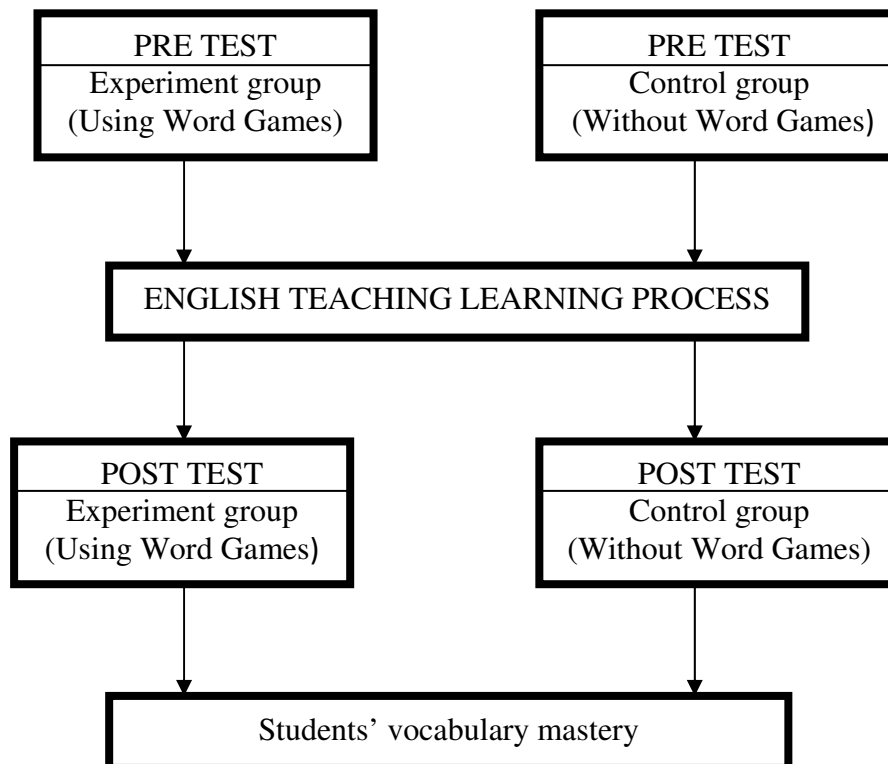 PRE TEST
Experiment group
(Using Word Games)
PRE TEST
Control group
(Without Word Games)
ENGLISH TEACHING LEARNING PROCESS
POST TEST
Experiment group
(Using Word Games)
POST TEST
Control group
(Without Word Games)
Students’ vocabulary mastery